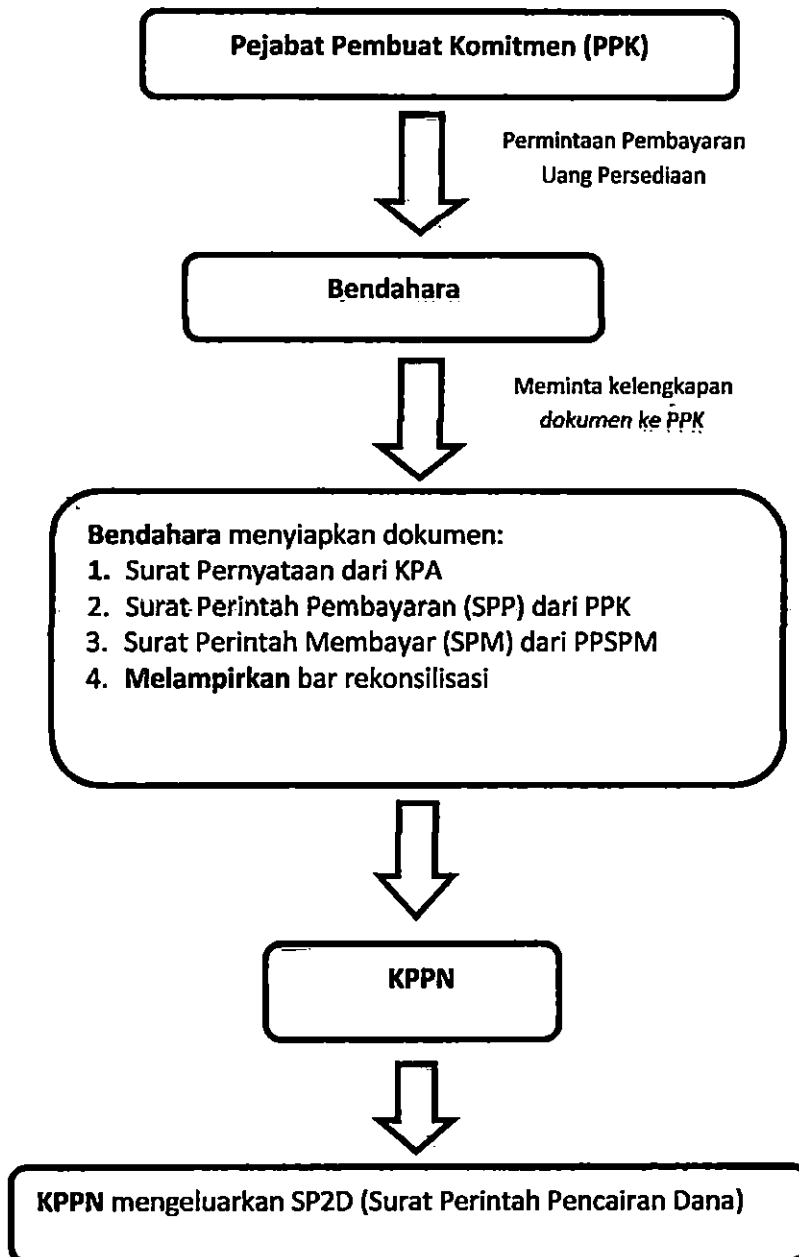 Pejabat Pembuat Komitmen (PPK)
Permintaan Pembayaran
Uang Persediaan
Bendahara
Meminta kelengkapan
dokumen ke PPK
Bendahara menyiapkan dokumen:
1. Surat Pernyataan dari KPA
2. Surat Perintah Pembayaran (SPP) dari PPK
3. Surat Perintah Membayar (SPM) dari PPSPM
4. Melampirkan bar rekonsilisasi
KPPN
KPPN mengeluarkan SP2D (Surat Perintah Pencairan Dana)